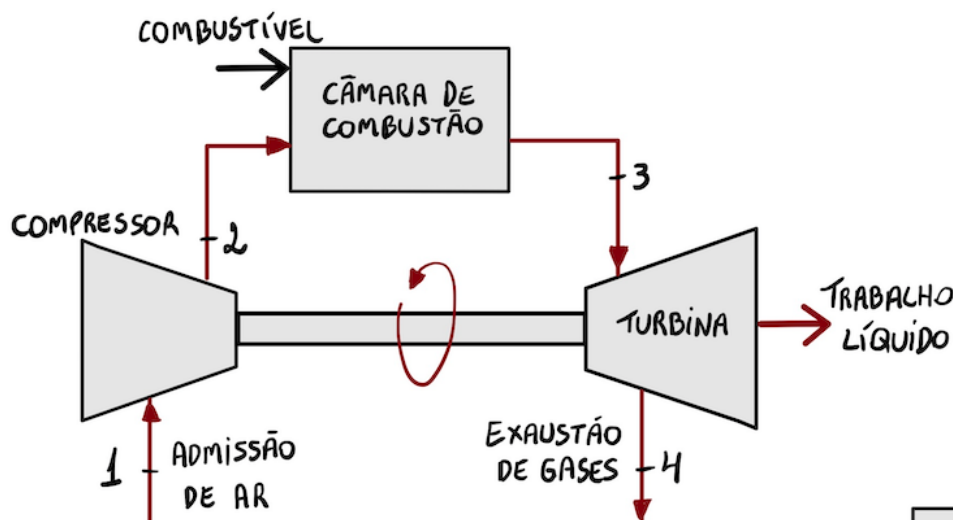 COMBUSTÍVEL
CÂMARA DE
COMBUSTÃO
3
COMPRESSOR
2
TURBINA
TRABALHO
LÍQUIDO
1
ADMISSÃO
DE AR
EXAUSTÃO
DE GASES
4